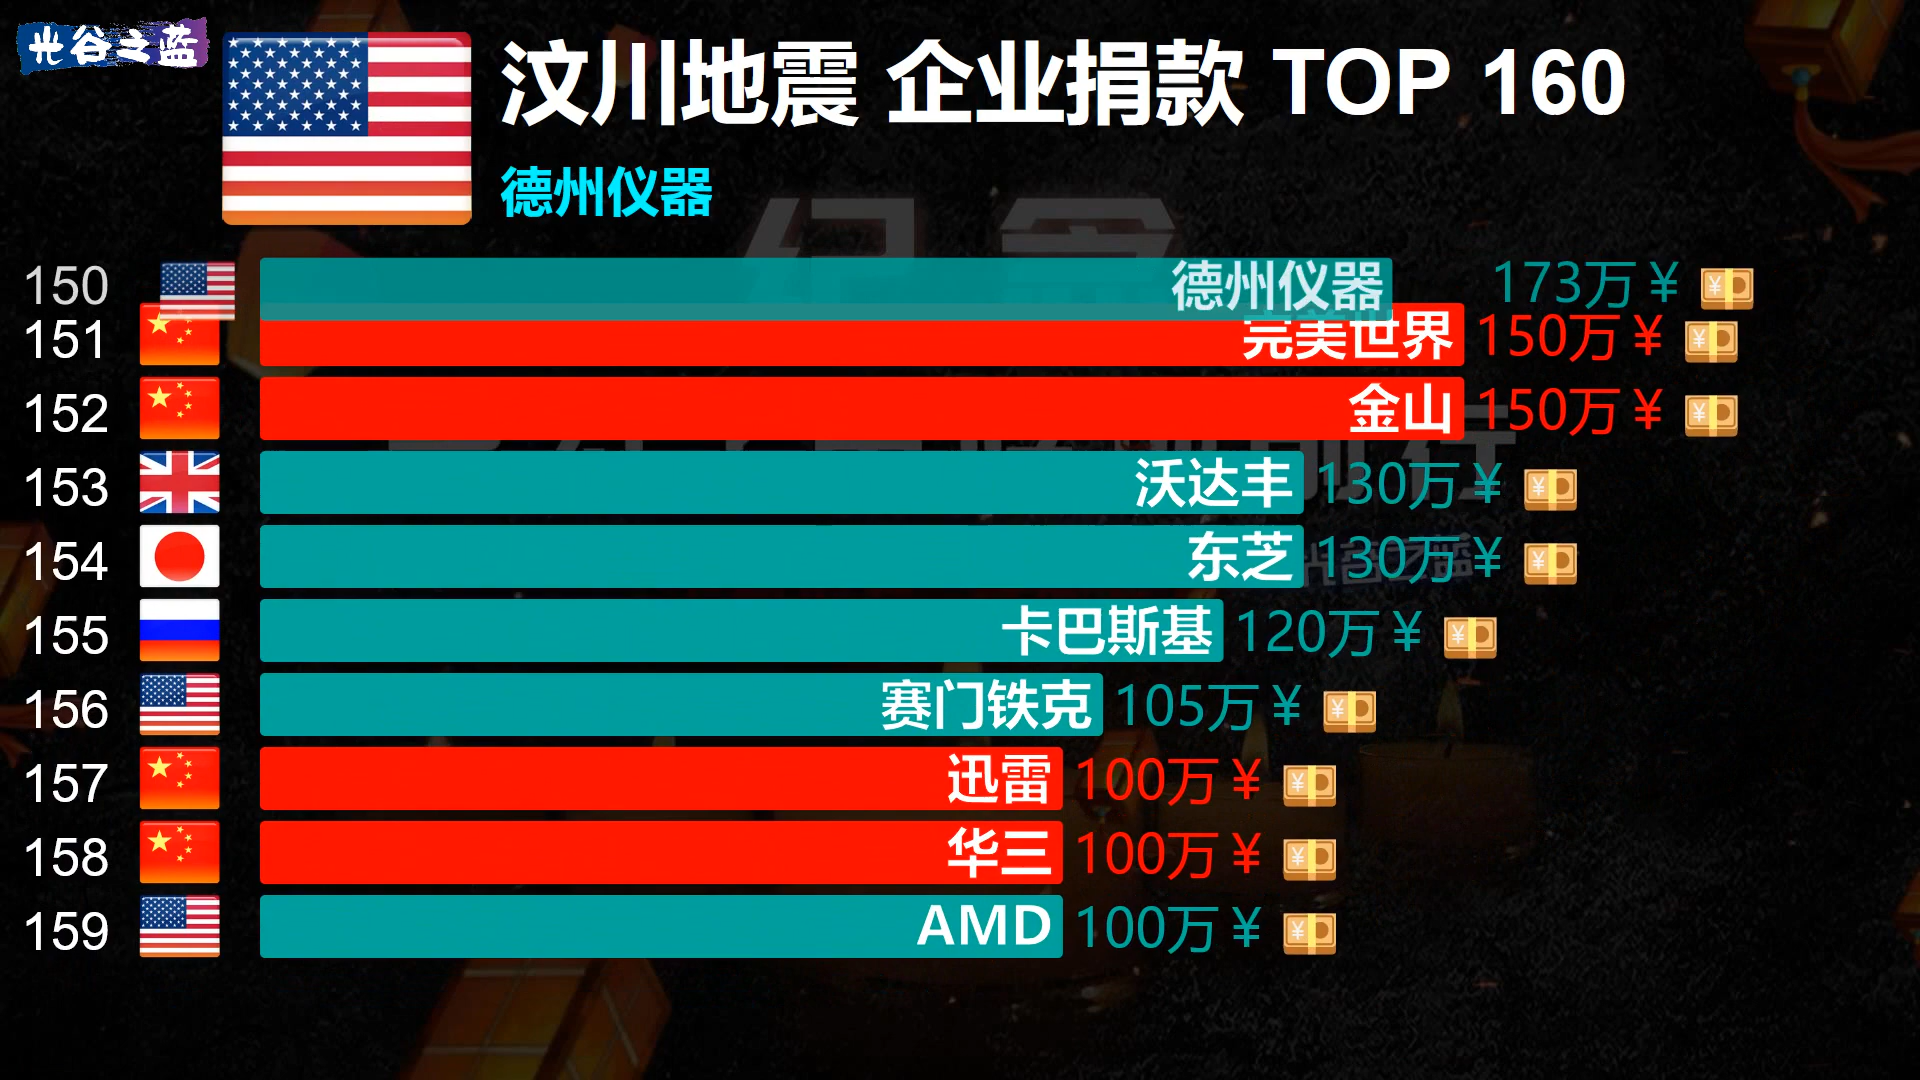 光谷之蓝
汶川地震 企业捐款 TOP 160
德州仪器
150 德州仪器 173万¥
151 完美世界 150万¥
152 金山 150万¥
153 沃达丰 130万¥
154 东芝 130万¥
155 卡巴斯基 120万¥
156 赛门铁克 105万¥
157 迅雷 100万¥
158 华三 100万¥
159 AMD 100万¥